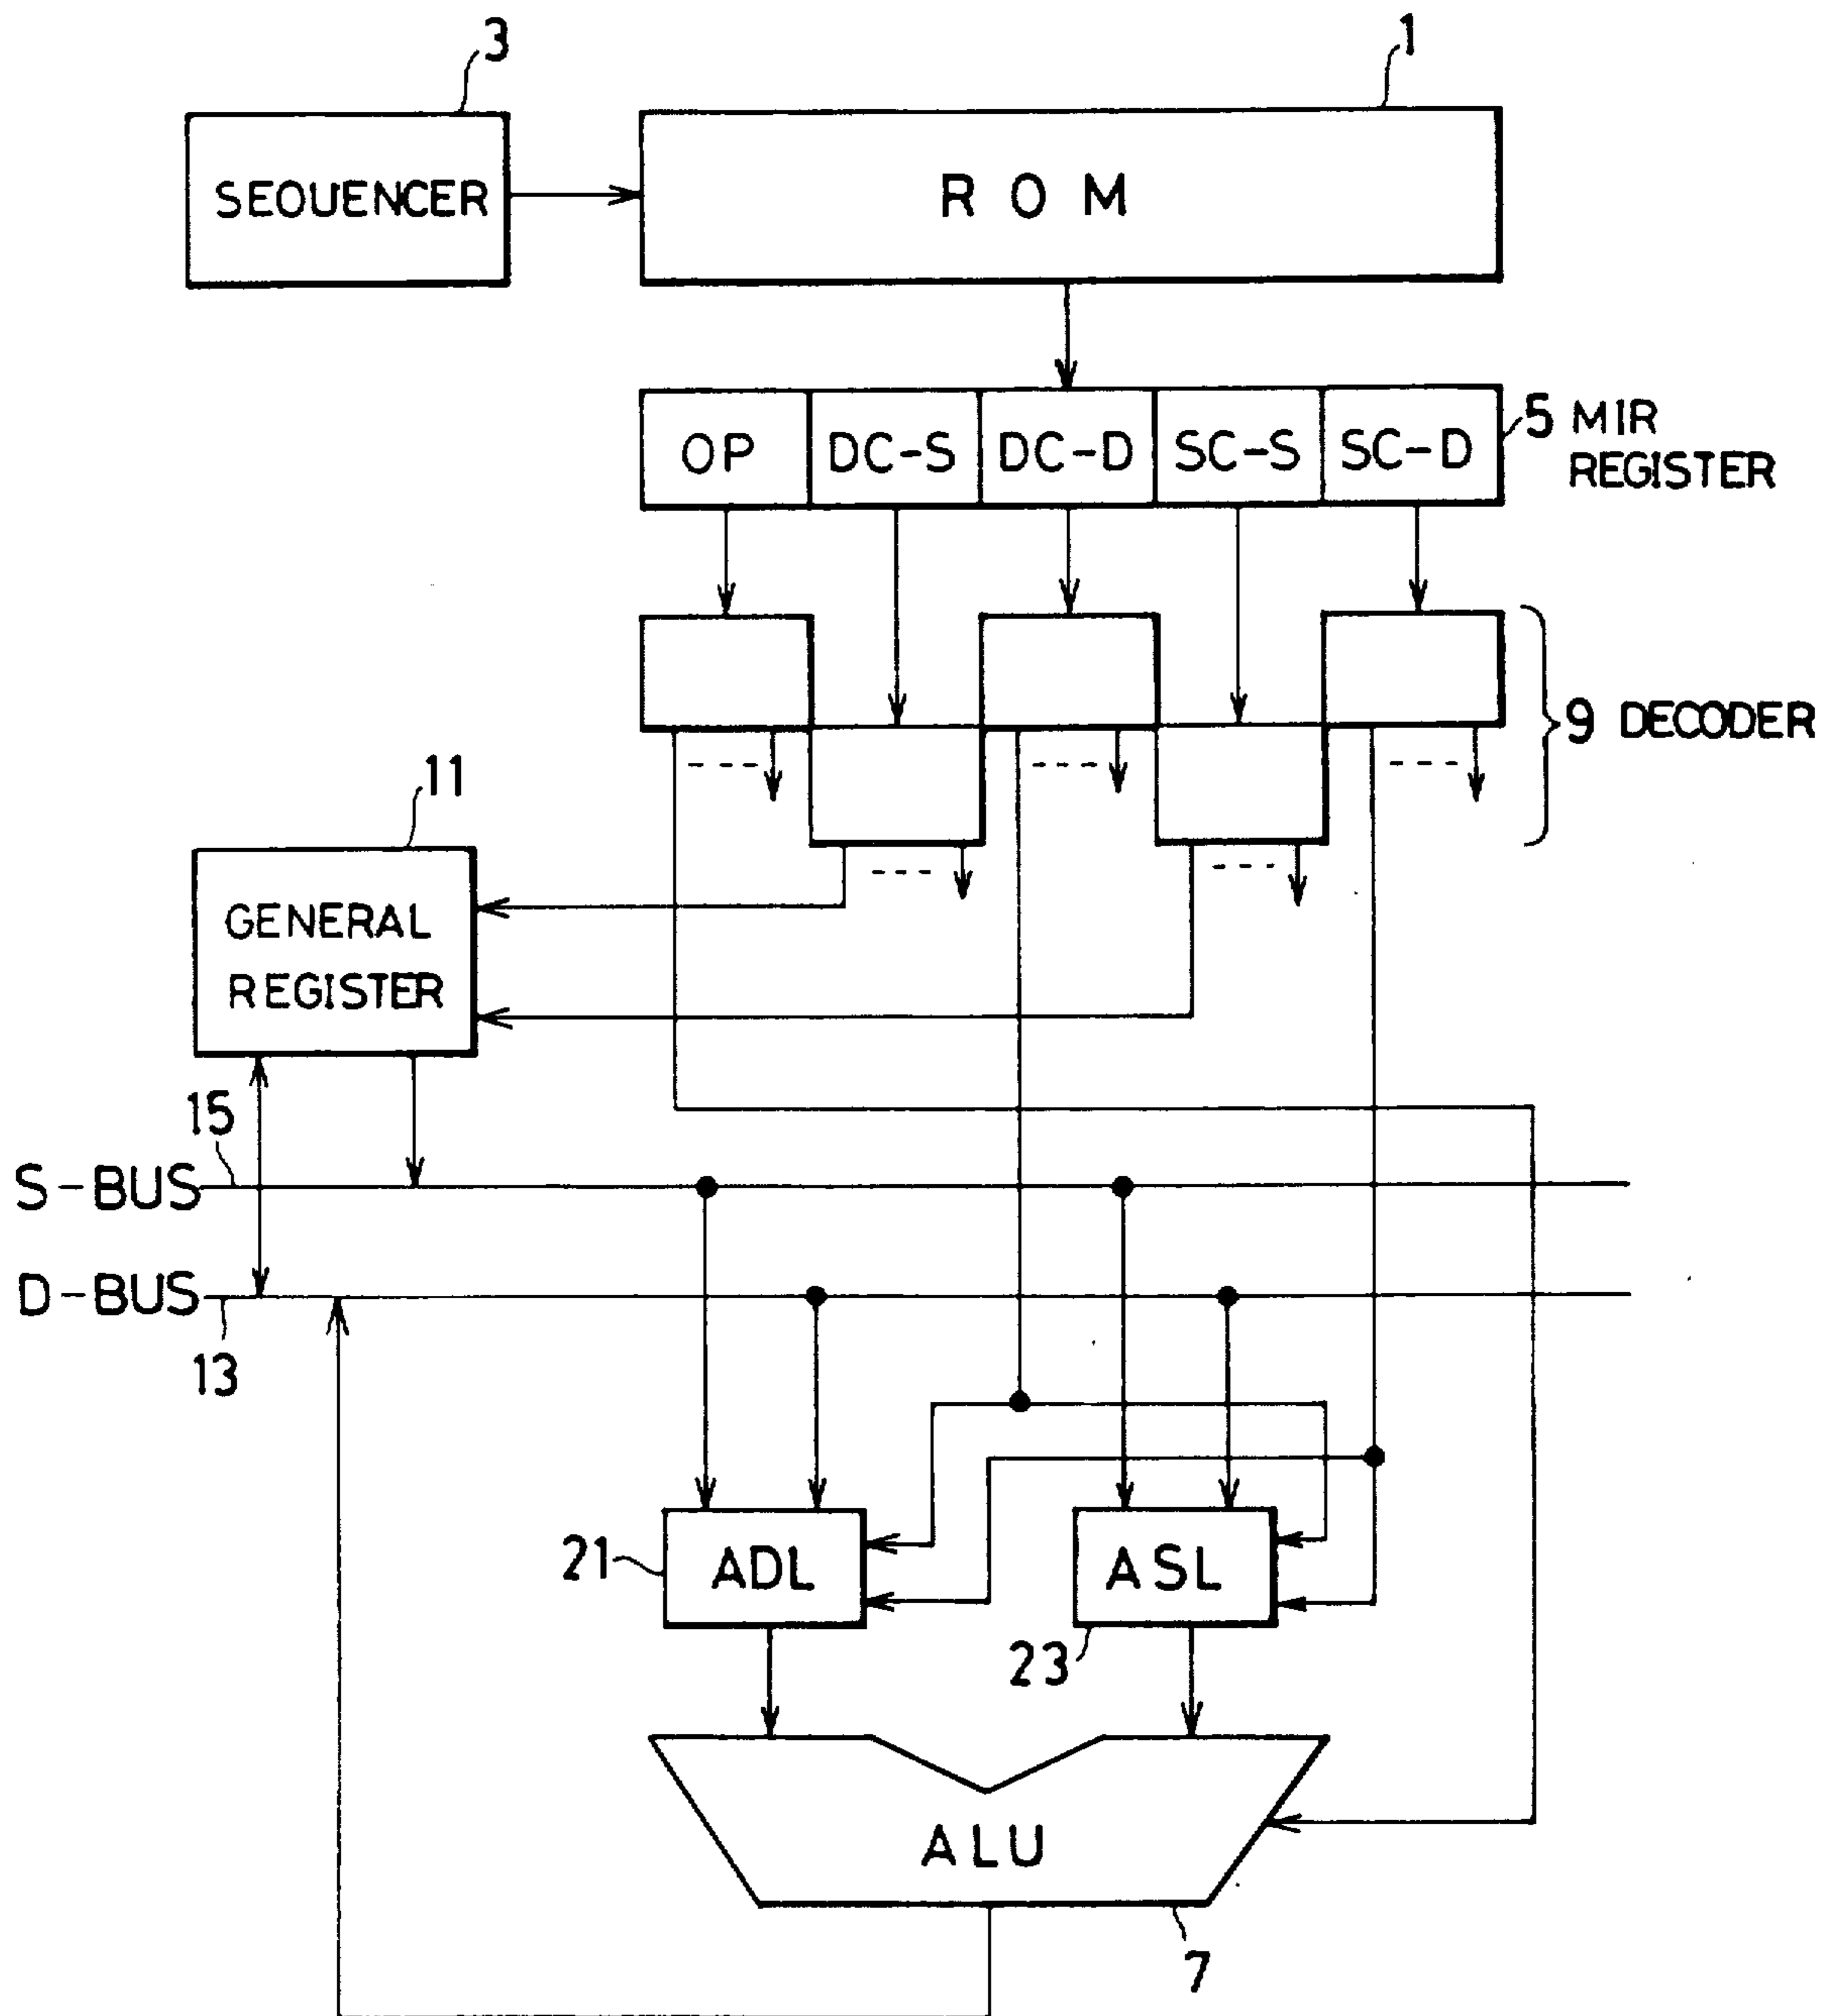 3
1
SEQUENCER
ROM
OP
DC-S
DC-D
SC-S
SC-D
5 MIR
REGISTER
9 DECODER
11
GENERAL
REGISTER
15
S-BUS
D-BUS
13
21
ADL
ASL
23
ALU
7